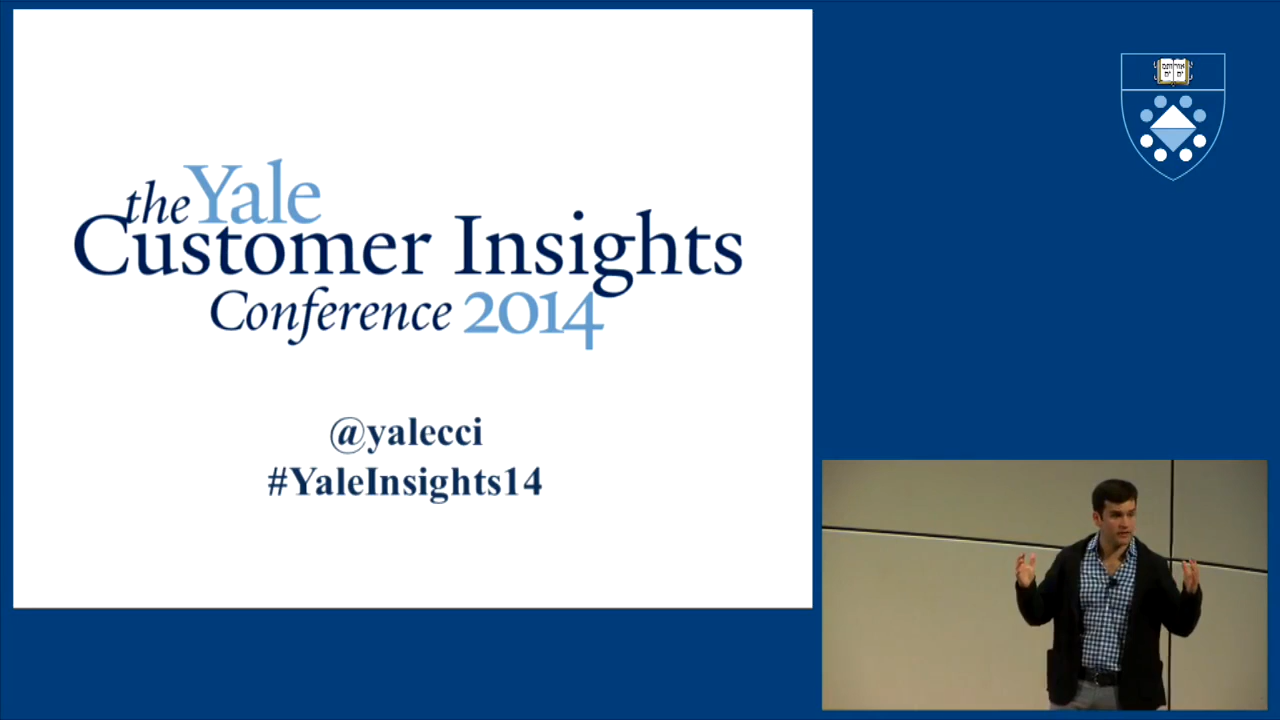 the Yale
Customer Insights
Conference 2014
@yalecci
#YaleInsights14